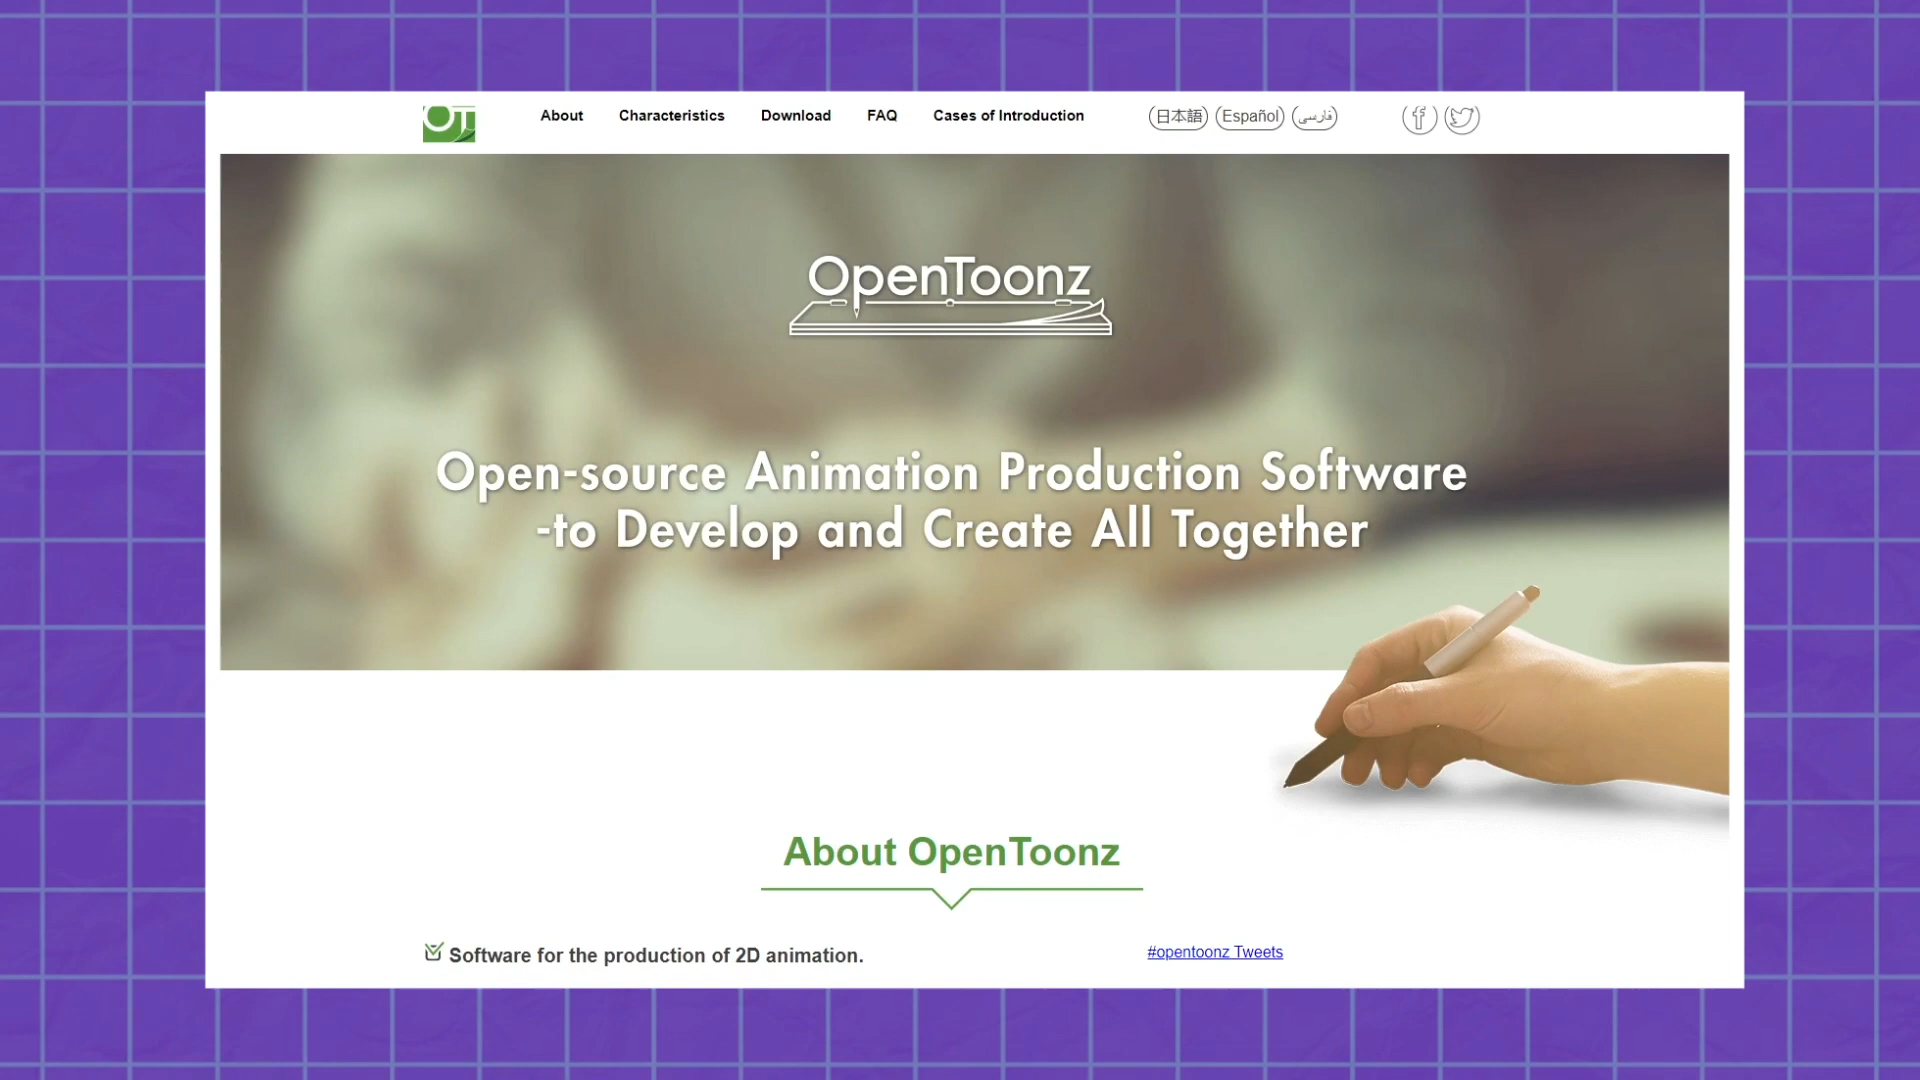 OT
About Characteristics Download FAQ Cases of Introduction 日本語 Español فارسی
OpenToonz
Open-source Animation Production Software
-to Develop and Create All Together
About OpenToonz
Software for the production of 2D animation.
#opentoonz Tweets